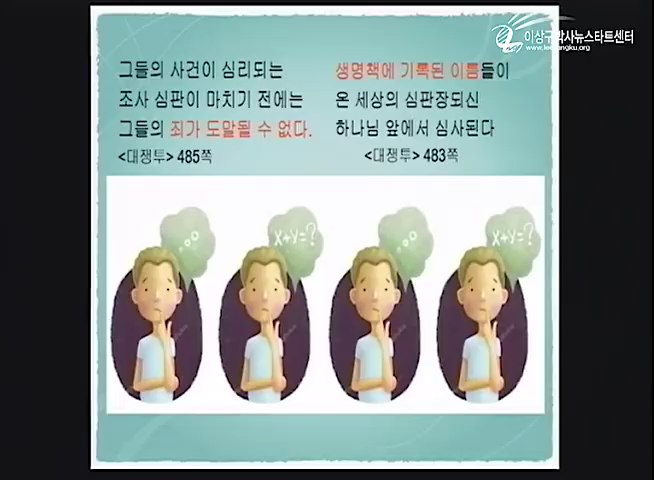 이상구박사뉴스타트센터
www.leesangku.org
그들의 사건이 심리되는
조사 심판이 마치기 전에는
그들의 죄가 도말될 수 없다.
<대쟁투> 485쪽
생명책에 기록된 이름들이
온 세상의 심판장되신
하나님 앞에서 심사된다
<대쟁투> 483쪽
x+y=?
x+y=?